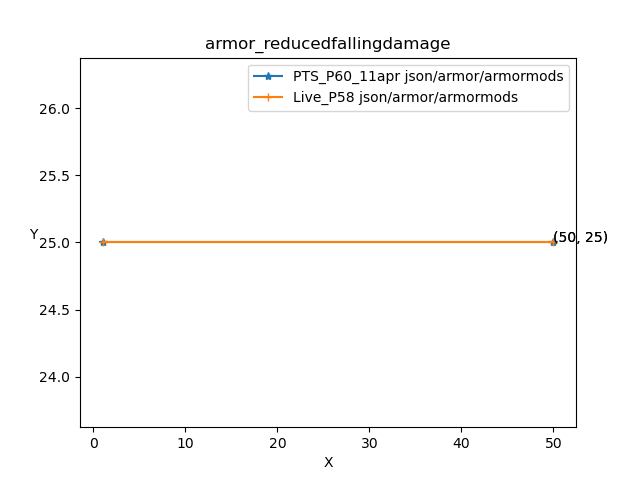 armor_reducedfallingdamage
PTS_P60_11apr json/armor/armormods
Live_P58 json/armor/armormods
26.0
25.5
25.0
24.5
24.0
Y
(50, 25)
0 10 20 30 40 50
X